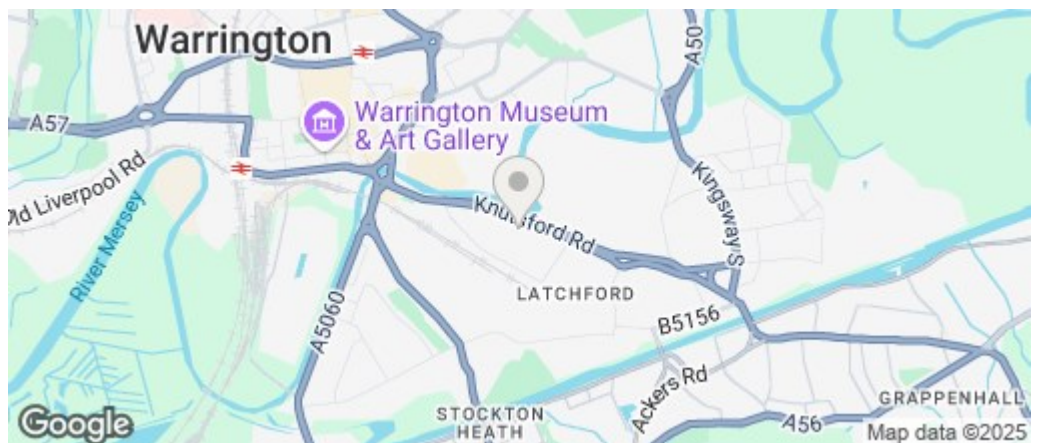 Warrington
A57
Warrington Museum
& Art Gallery
A50
Old Liverpool Rd
River Mersey
Knutsford Rd
Kingsway S
A5060
LATCHFORD
B5156
Ackers Rd
STOCKTON
HEATH
A56
GRAPPENHALL
Google
Map data ©2025